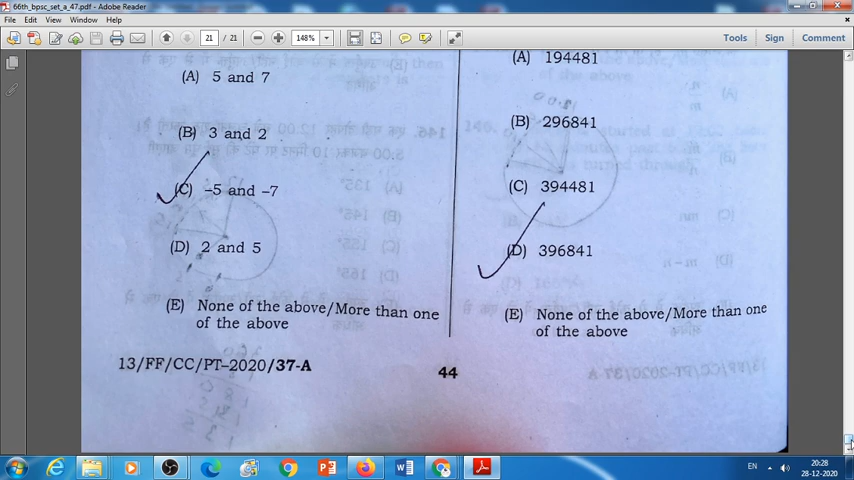 66th_bpsc_set_a_47.pdf - Adobe Reader
File Edit View Window Help
21 / 21 148% Tools Sign Comment
(A) 5 and 7
(B) 3 and 2
(C) -5 and -7
(D) 2 and 5
(E) None of the above/More than one
of the above
13/FF/CC/PT-2020/37-A
(A) 194481
(B) 296841
(C) 394481
(D) 396841
(E) None of the above/More than one
of the above
44
EN 20:28
28-12-2020